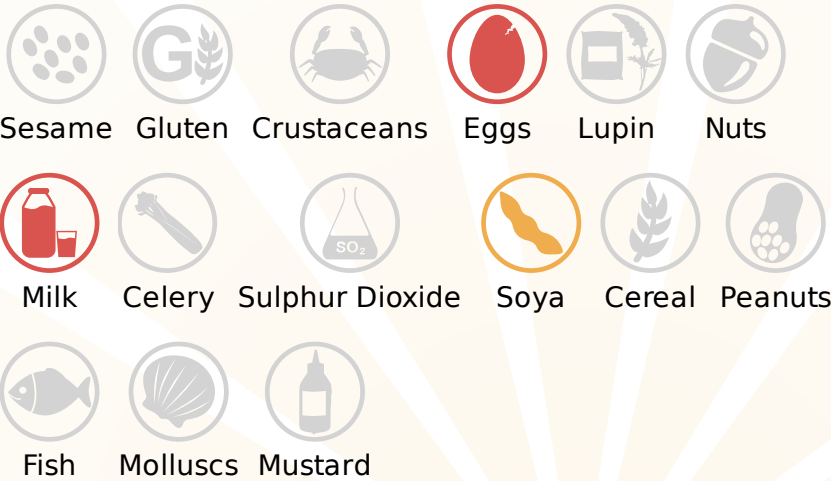 G
Sesame Gluten Crustaceans Eggs Lupin Nuts
SO₂
Milk Celery Sulphur Dioxide Soya Cereal Peanuts
Fish Molluscs Mustard